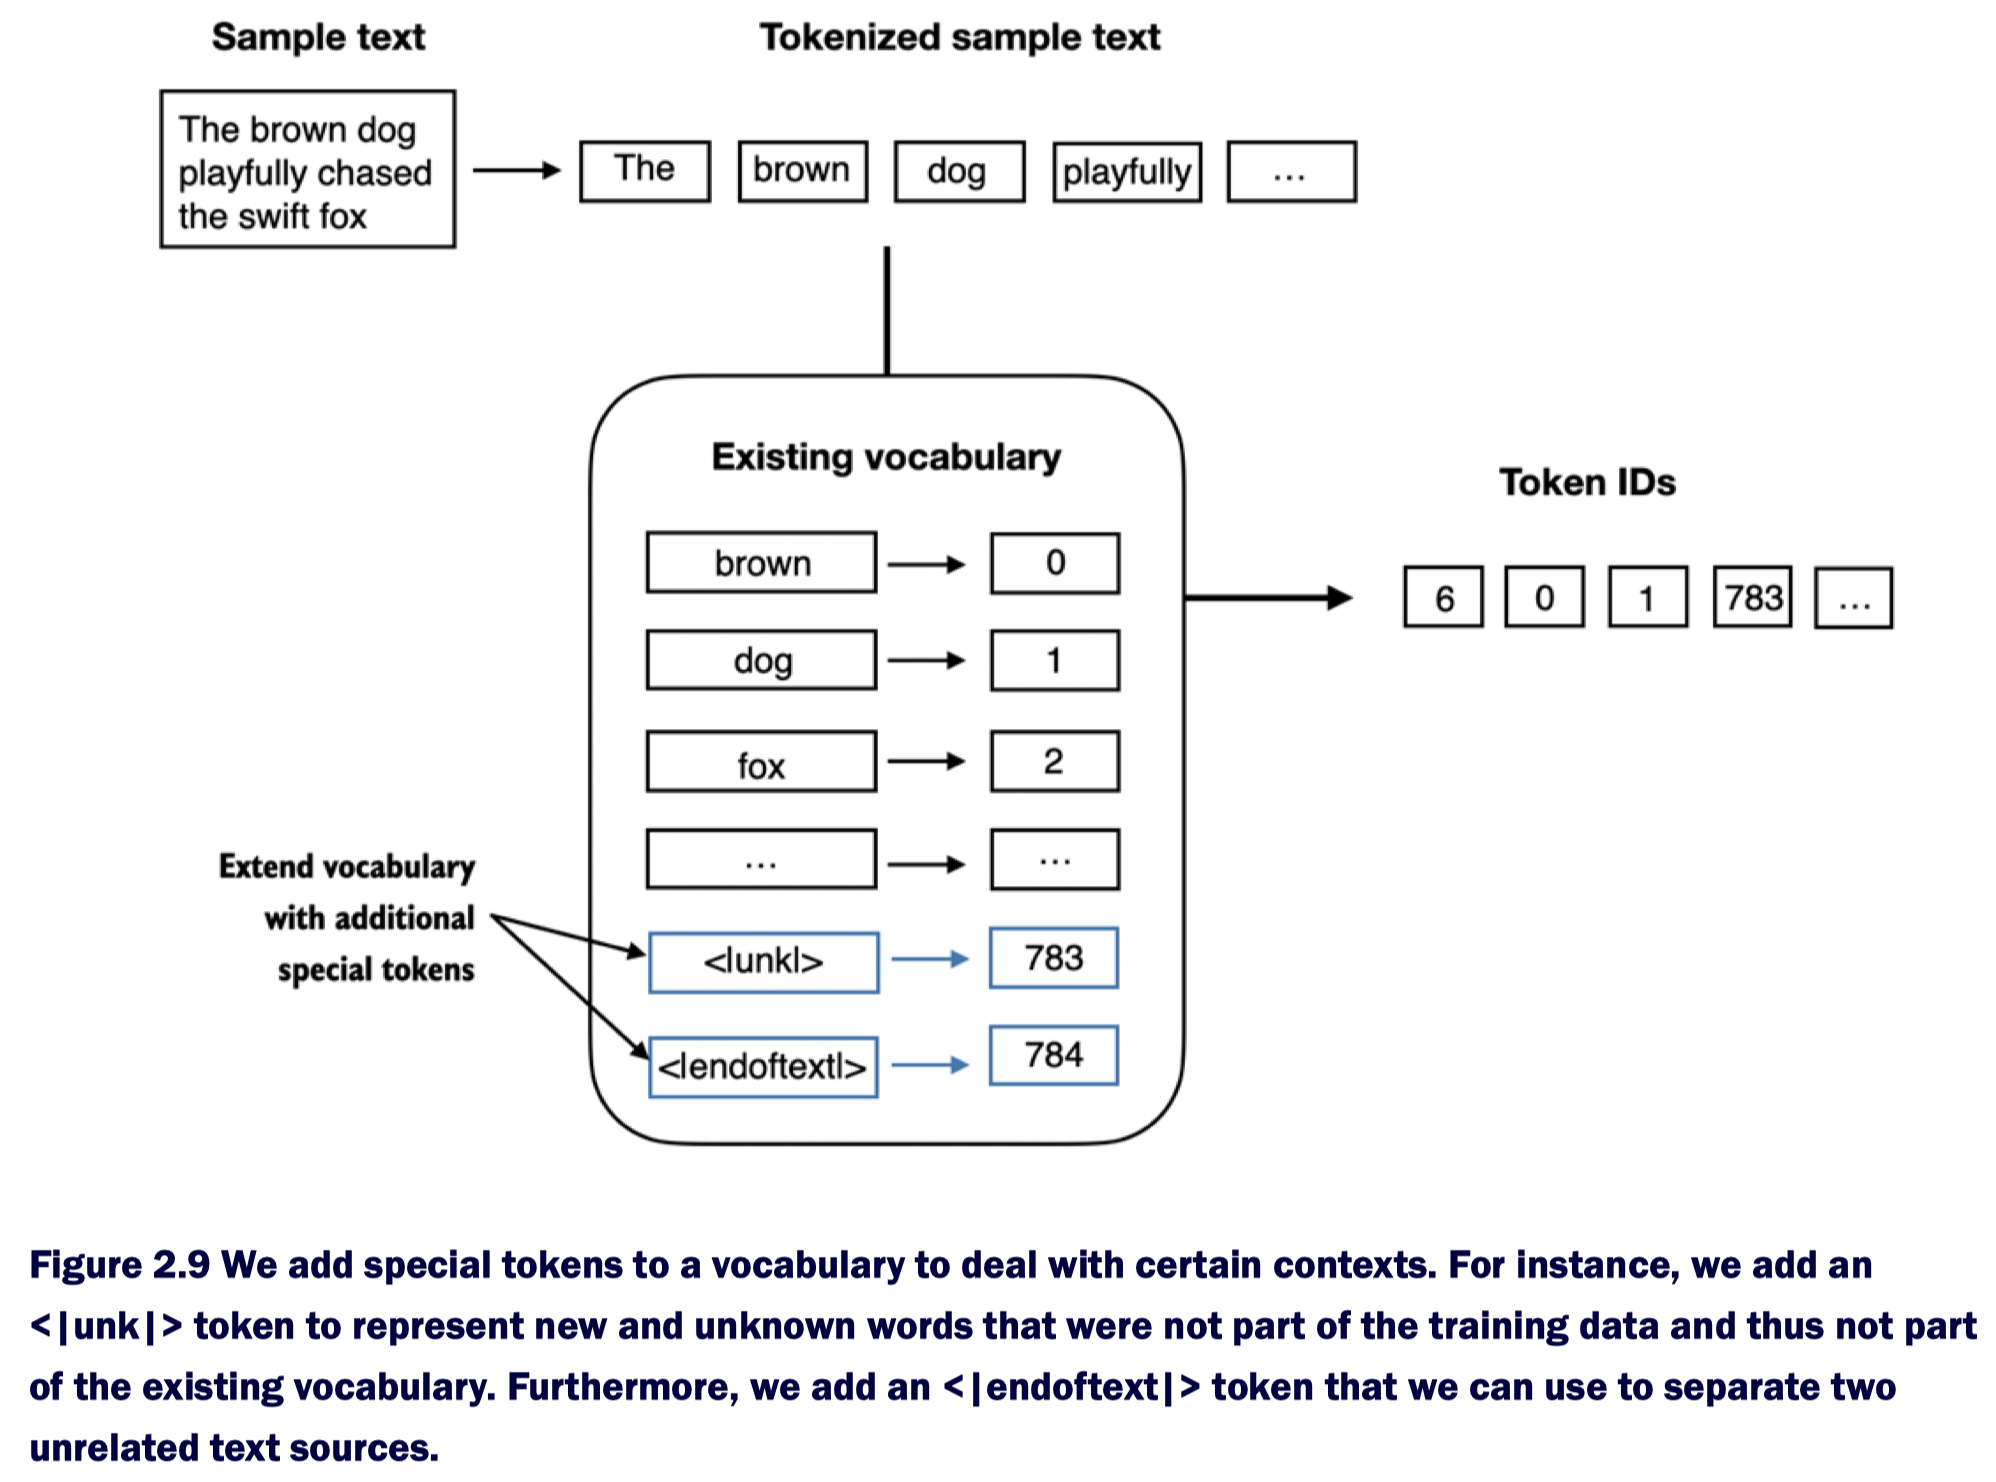 Sample text
Tokenized sample text
The brown dog
playfully chased
the swift fox
The brown dog playfully ...
Existing vocabulary
Token IDs
brown 0
dog 1
fox 2
... ...
6 0 1 783 ...
Extend vocabulary
with additional
special tokens
<|unk|> 783
<|endoftext|> 784
Figure 2.9 We add special tokens to a vocabulary to deal with certain contexts. For instance, we add an
<|unk|> token to represent new and unknown words that were not part of the training data and thus not part
of the existing vocabulary. Furthermore, we add an <|endoftext|> token that we can use to separate two
unrelated text sources.